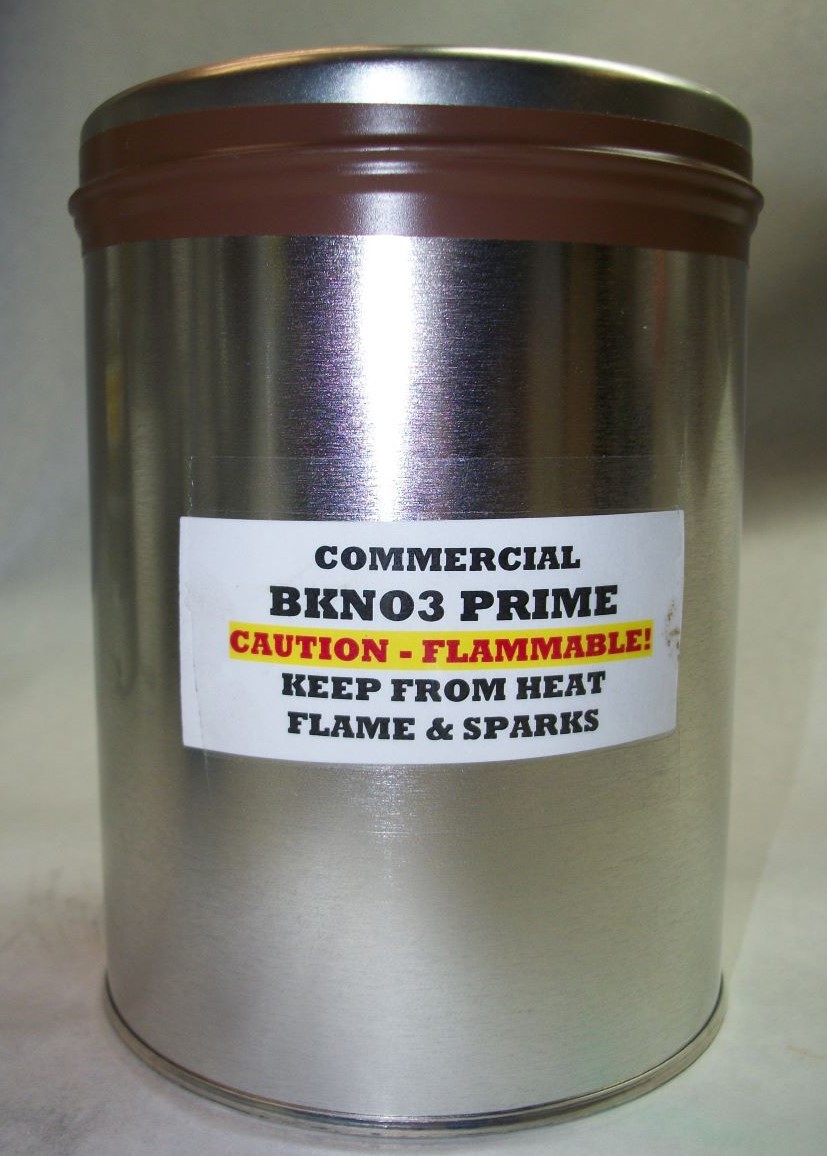 COMMERCIAL
BKNO3 PRIME
CAUTION - FLAMMABLE!
KEEP FROM HEAT
FLAME & SPARKS